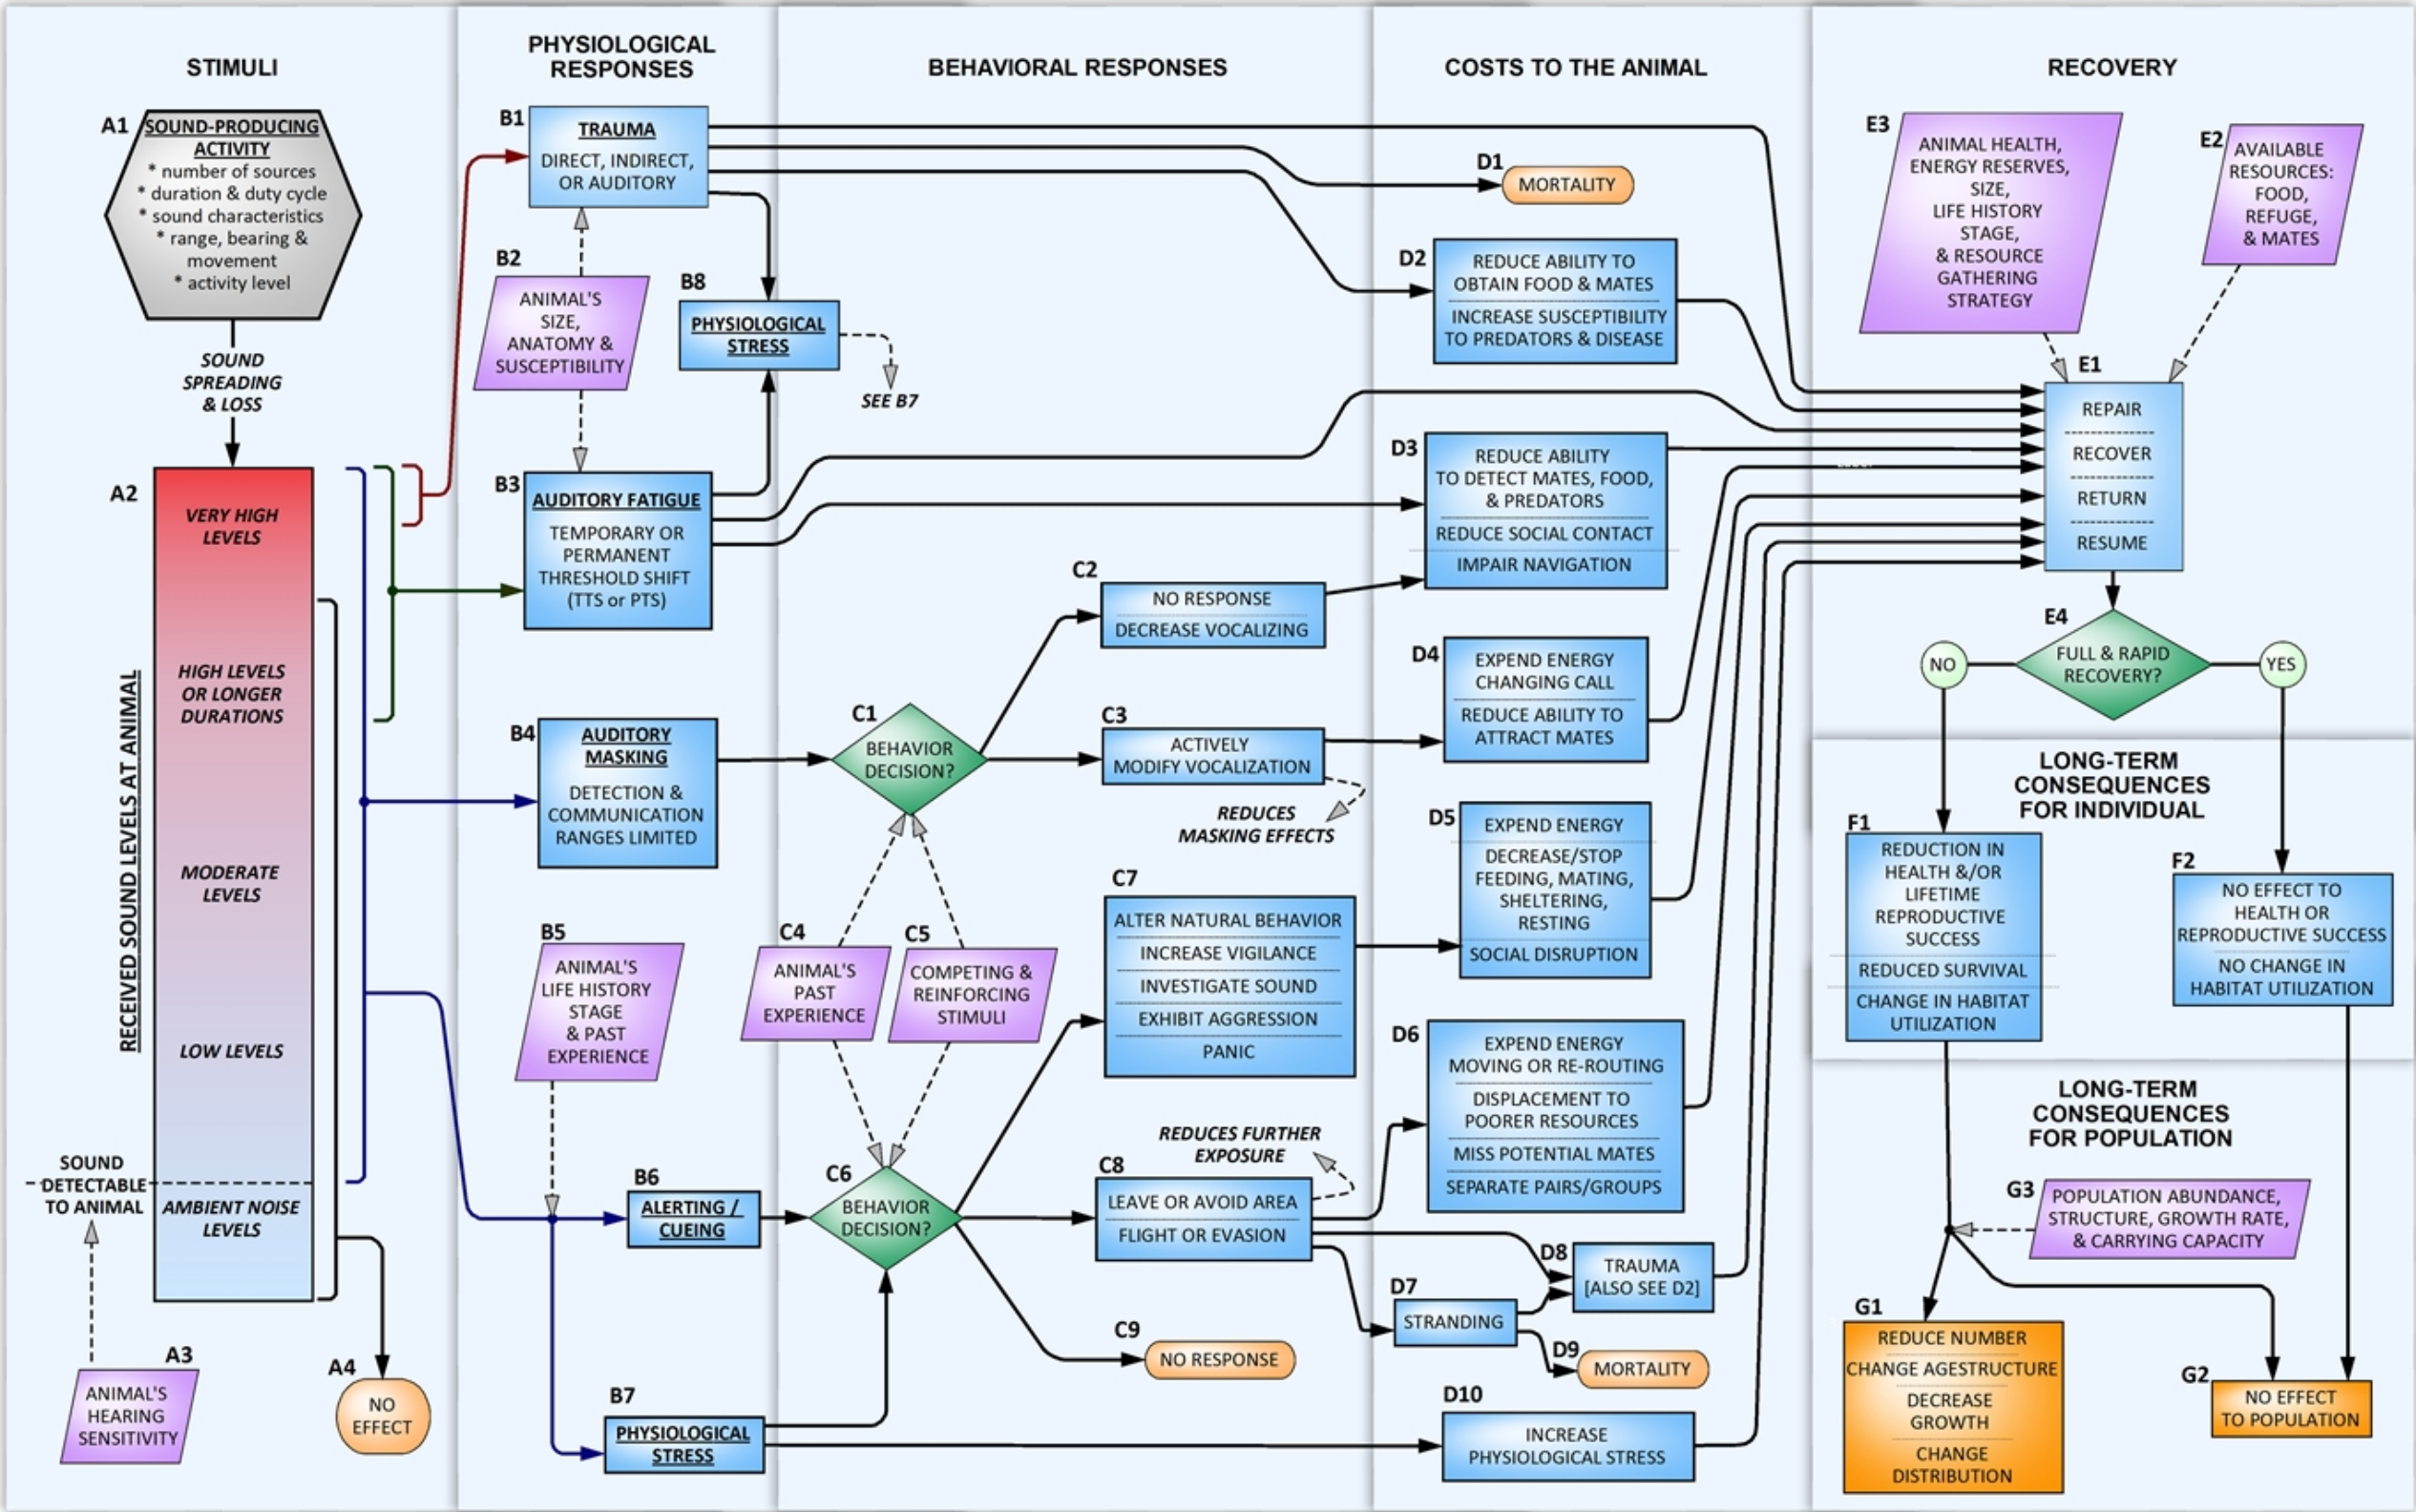 STIMULI
A1
SOUND-PRODUCING
ACTIVITY
* number of sources
* duration & duty cycle
* sound characteristics
* range, bearing &
movement
* activity level
SOUND
SPREADING
& LOSS
A2
RECEIVED SOUND LEVELS AT ANIMAL
VERY HIGH
LEVELS
HIGH LEVELS
OR LONGER
DURATIONS
MODERATE
LEVELS
LOW LEVELS
AMBIENT NOISE
LEVELS
SOUND
DETECTABLE
TO ANIMAL
A3
ANIMAL'S
HEARING
SENSITIVITY
A4
NO
EFFECT
PHYSIOLOGICAL
RESPONSES
B1
TRAUMA
DIRECT, INDIRECT,
OR AUDITORY
B2
ANIMAL'S
SIZE,
ANATOMY &
SUSCEPTIBILITY
B8
PHYSIOLOGICAL
STRESS
SEE B7
B3
AUDITORY FATIGUE
TEMPORARY OR
PERMANENT
THRESHOLD SHIFT
(TTS or PTS)
B4
AUDITORY
MASKING
DETECTION &
COMMUNICATION
RANGES LIMITED
B5
ANIMAL'S
LIFE HISTORY
STAGE
& PAST
EXPERIENCE
B6
ALERTING /
CUEING
B7
PHYSIOLOGICAL
STRESS
BEHAVIORAL RESPONSES
C1
BEHAVIOR
DECISION?
C2
NO RESPONSE
DECREASE VOCALIZING
C3
ACTIVELY
MODIFY VOCALIZATION
REDUCES
MASKING EFFECTS
C4
ANIMAL'S
PAST
EXPERIENCE
C5
COMPETING &
REINFORCING
STIMULI
C6
BEHAVIOR
DECISION?
C7
ALTER NATURAL BEHAVIOR
INCREASE VIGILANCE
INVESTIGATE SOUND
EXHIBIT AGGRESSION
PANIC
REDUCES FURTHER
EXPOSURE
C8
LEAVE OR AVOID AREA
FLIGHT OR EVASION
C9
NO RESPONSE
COSTS TO THE ANIMAL
D1
MORTALITY
D2
REDUCE ABILITY TO
OBTAIN FOOD & MATES
INCREASE SUSCEPTIBILITY
TO PREDATORS & DISEASE
D3
REDUCE ABILITY
TO DETECT MATES, FOOD,
& PREDATORS
REDUCE SOCIAL CONTACT
IMPAIR NAVIGATION
D4
EXPEND ENERGY
CHANGING CALL
REDUCE ABILITY TO
ATTRACT MATES
D5
EXPEND ENERGY
DECREASE/STOP
FEEDING, MATING,
SHELTERING,
RESTING
SOCIAL DISRUPTION
D6
EXPEND ENERGY
MOVING OR RE-ROUTING
DISPLACEMENT TO
POORER RESOURCES
MISS POTENTIAL MATES
SEPARATE PAIRS/GROUPS
D7
STRANDING
D8
TRAUMA
[ALSO SEE D2]
D9
MORTALITY
D10
INCREASE
PHYSIOLOGICAL STRESS
RECOVERY
E3
ANIMAL HEALTH,
ENERGY RESERVES,
SIZE,
LIFE HISTORY
STAGE,
& RESOURCE
GATHERING
STRATEGY
E2
AVAILABLE
RESOURCES:
FOOD,
REFUGE,
& MATES
E1
REPAIR
RECOVER
RETURN
RESUME
E4
FULL & RAPID
RECOVERY?
NO
YES
LONG-TERM
CONSEQUENCES
FOR INDIVIDUAL
F1
REDUCTION IN
HEALTH &/OR
LIFETIME
REPRODUCTIVE
SUCCESS
REDUCED SURVIVAL
CHANGE IN HABITAT
UTILIZATION
F2
NO EFFECT TO
HEALTH OR
REPRODUCTIVE SUCCESS
NO CHANGE IN
HABITAT UTILIZATION
LONG-TERM
CONSEQUENCES
FOR POPULATION
G3
POPULATION ABUNDANCE,
STRUCTURE, GROWTH RATE,
& CARRYING CAPACITY
G1
REDUCE NUMBER
CHANGE AGESTRUCTURE
DECREASE
GROWTH
CHANGE
DISTRIBUTION
G2
NO EFFECT
TO POPULATION